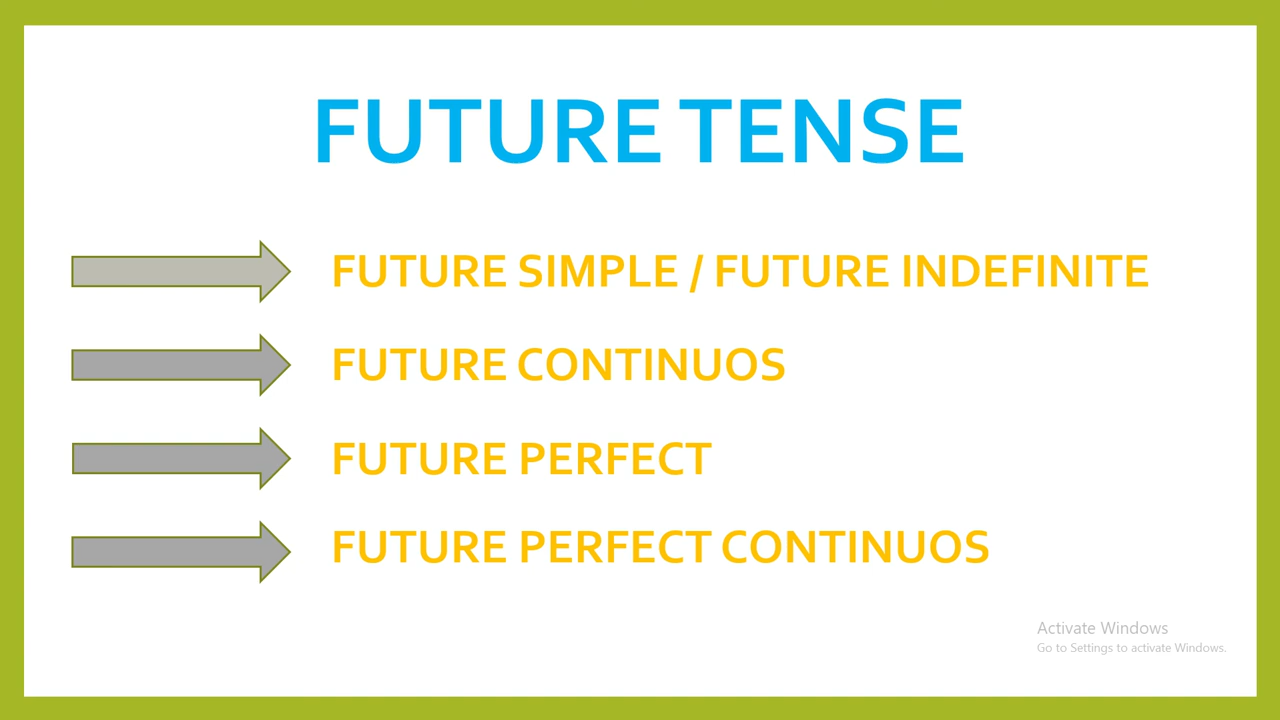 FUTURE TENSE
FUTURE SIMPLE / FUTURE INDEFINITE
FUTURE CONTINUOS
FUTURE PERFECT
FUTURE PERFECT CONTINUOS
Activate Windows
Go to Settings to activate Windows.